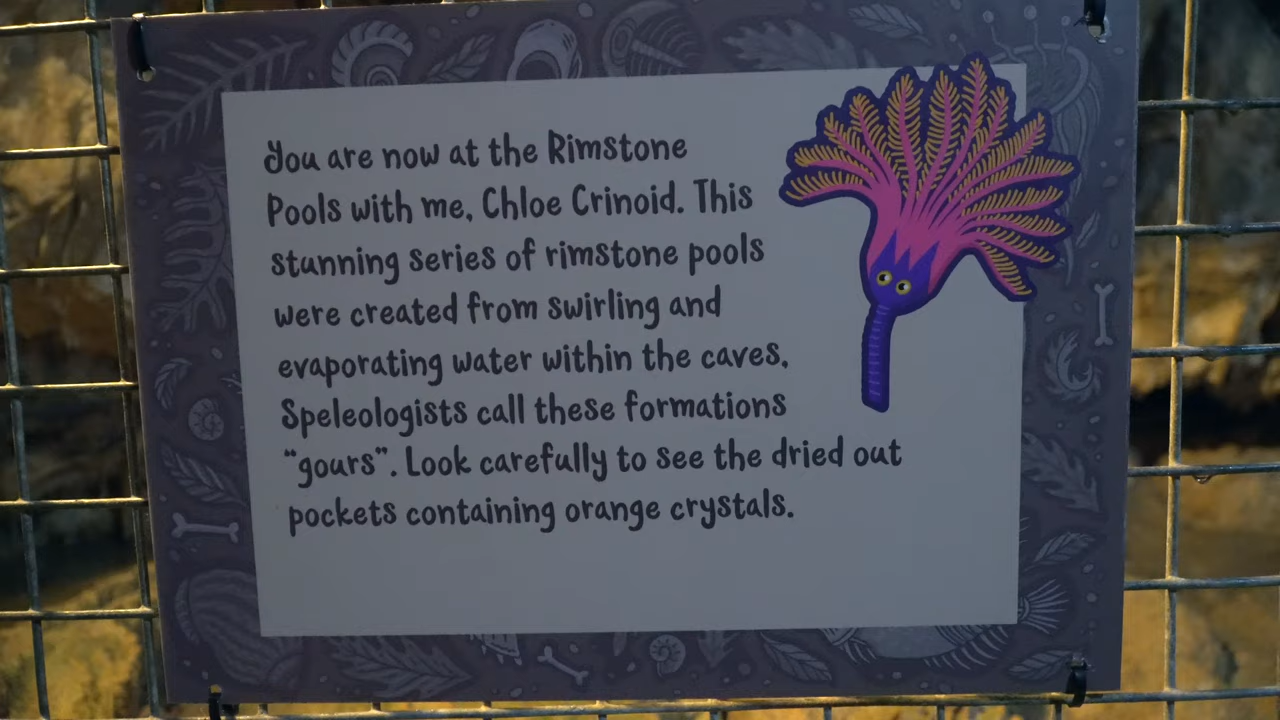 You are now at the Rimstone
Pools with me, Chloe Crinoid. This
stunning series of rimstone pools
were created from swirling and
evaporating water within the caves.
Speleologists call these formations
“gours”. Look carefully to see the dried out
pockets containing orange crystals.